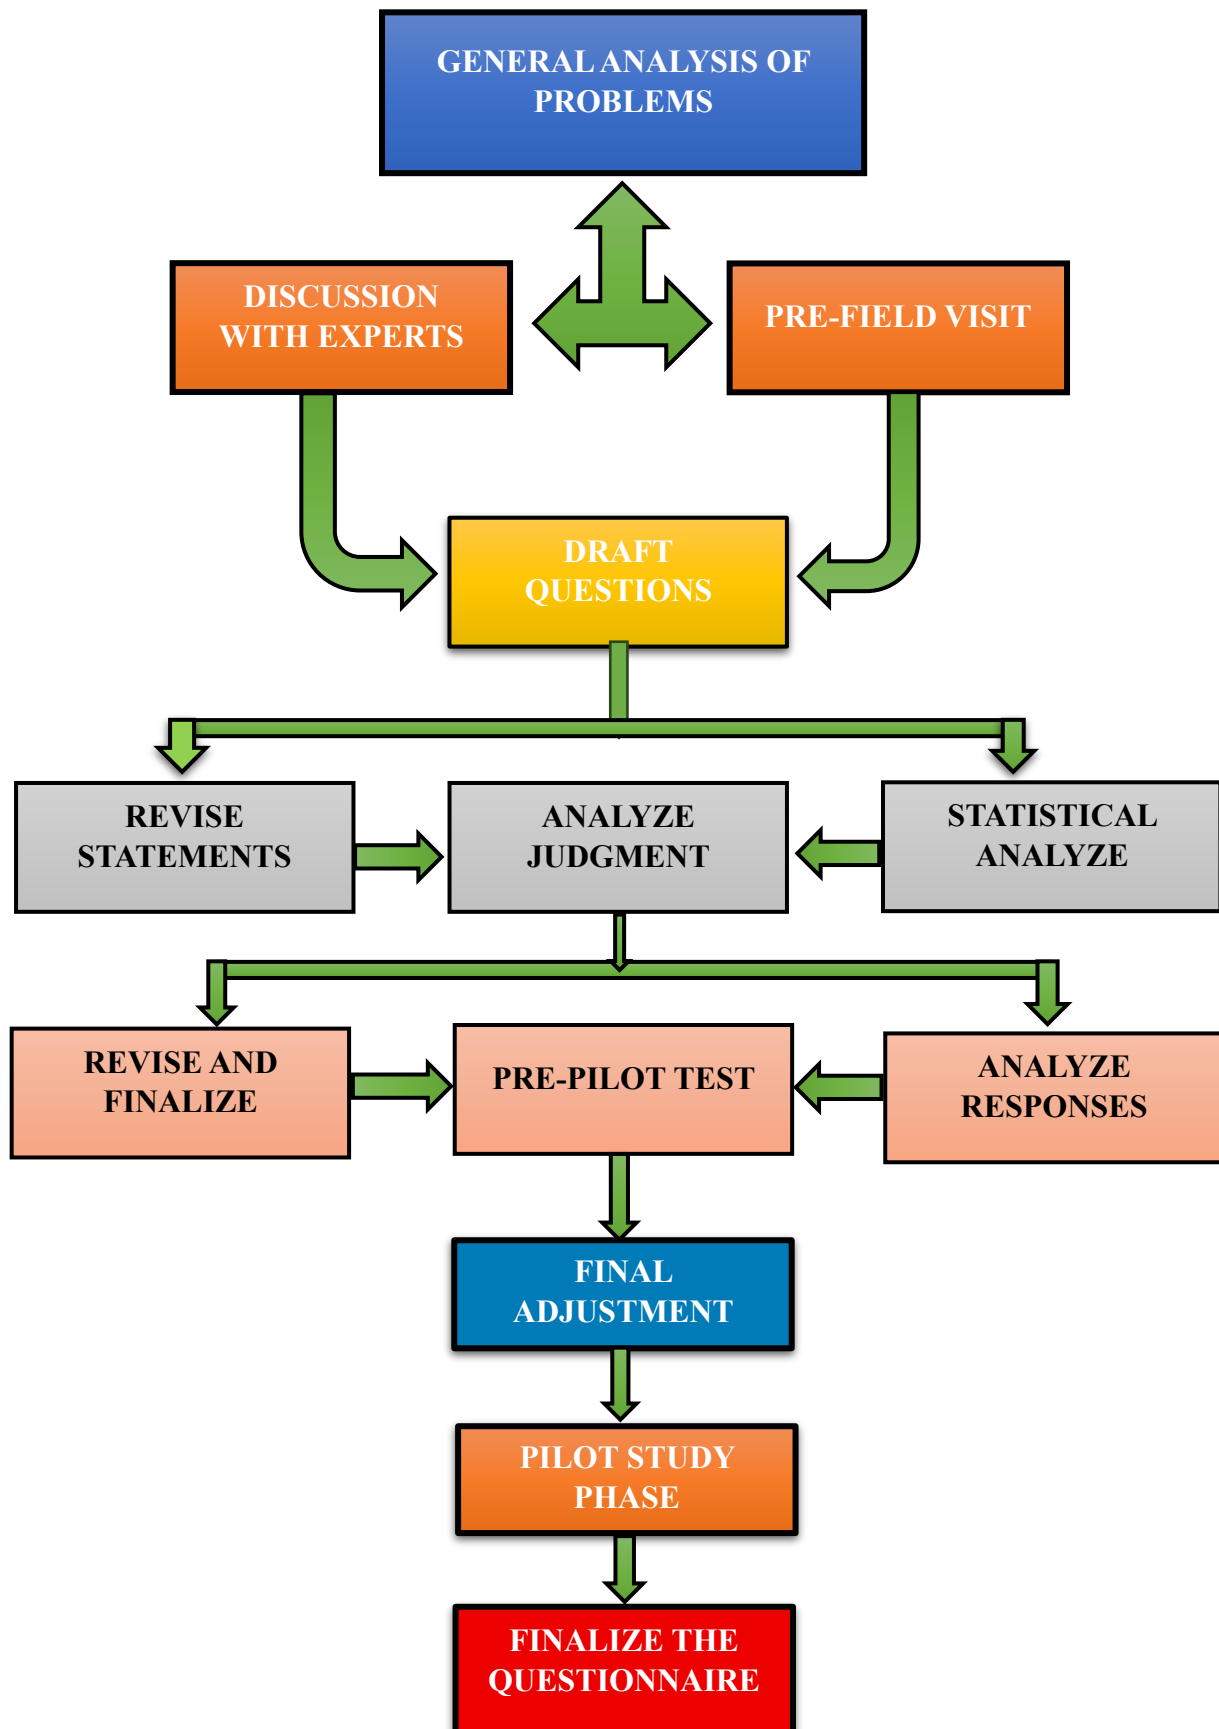 GENERAL ANALYSIS OF
PROBLEMS
DISCUSSION
WITH EXPERTS
PRE-FIELD VISIT
DRAFT
QUESTIONS
REVISE
STATEMENTS
ANALYZE
JUDGMENT
STATISTICAL
ANALYZE
REVISE AND
FINALIZE
PRE-PILOT TEST
ANALYZE
RESPONSES
FINAL
ADJUSTMENT
PILOT STUDY
PHASE
FINALIZE THE
QUESTIONNAIRE